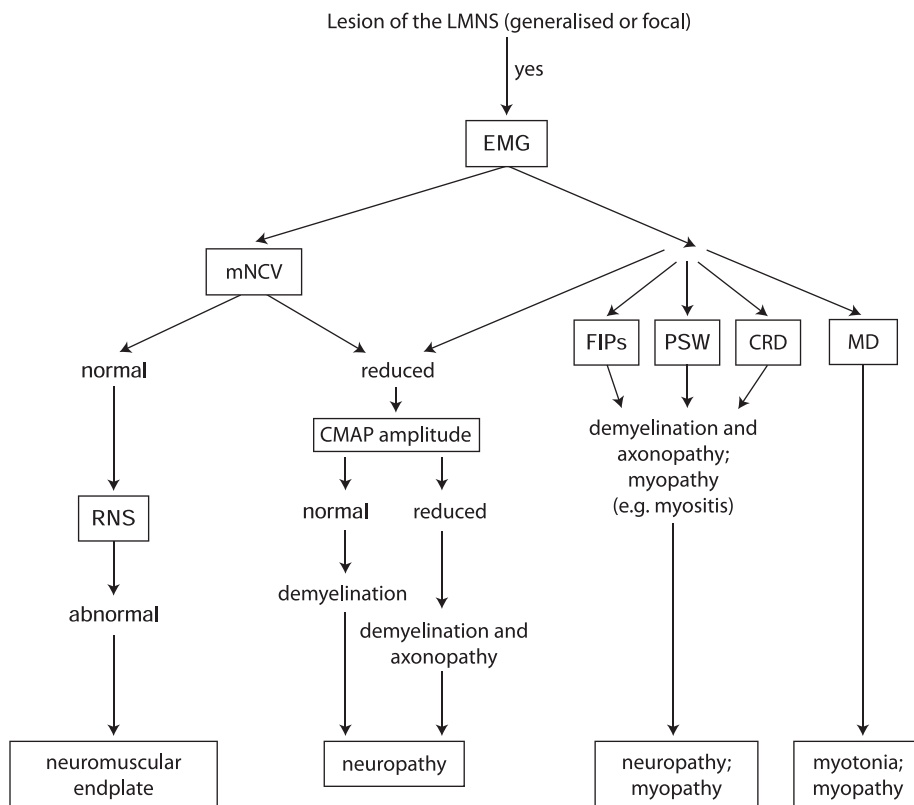 Lesion of the LMNS (generalised or focal)
yes
EMG
mNCV
FIPs
PSW
CRD
MD
normal
reduced
CMAP amplitude
demyelination and
axonopathy;
myopathy
(e.g. myositis)
RNS
normal
reduced
abnormal
demyelination
demyelination and
axonopathy
neuromuscular
endplate
neuropathy
neuropathy;
myopathy
myotonia;
myopathy